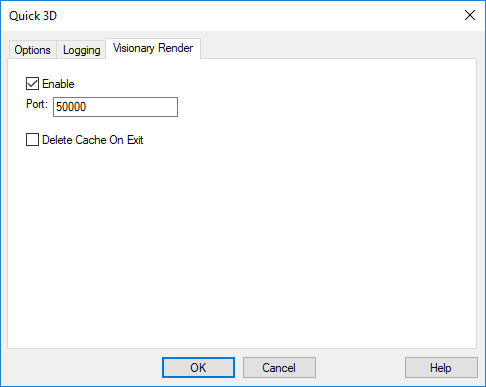 Quick 3D
Options Logging Visionary Render
Enable
Port: 50000
Delete Cache On Exit
OK Cancel Help